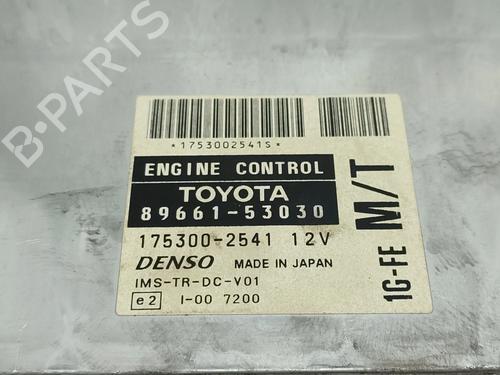 *1753002541S*
ENGINE CONTROL
TOYOTA
89661-53030
175300-2541 12V
DENSO MADE IN JAPAN
IMS-TR-DC-V01
e2 I-00 7200
1G-FE M/T
B-PARTS